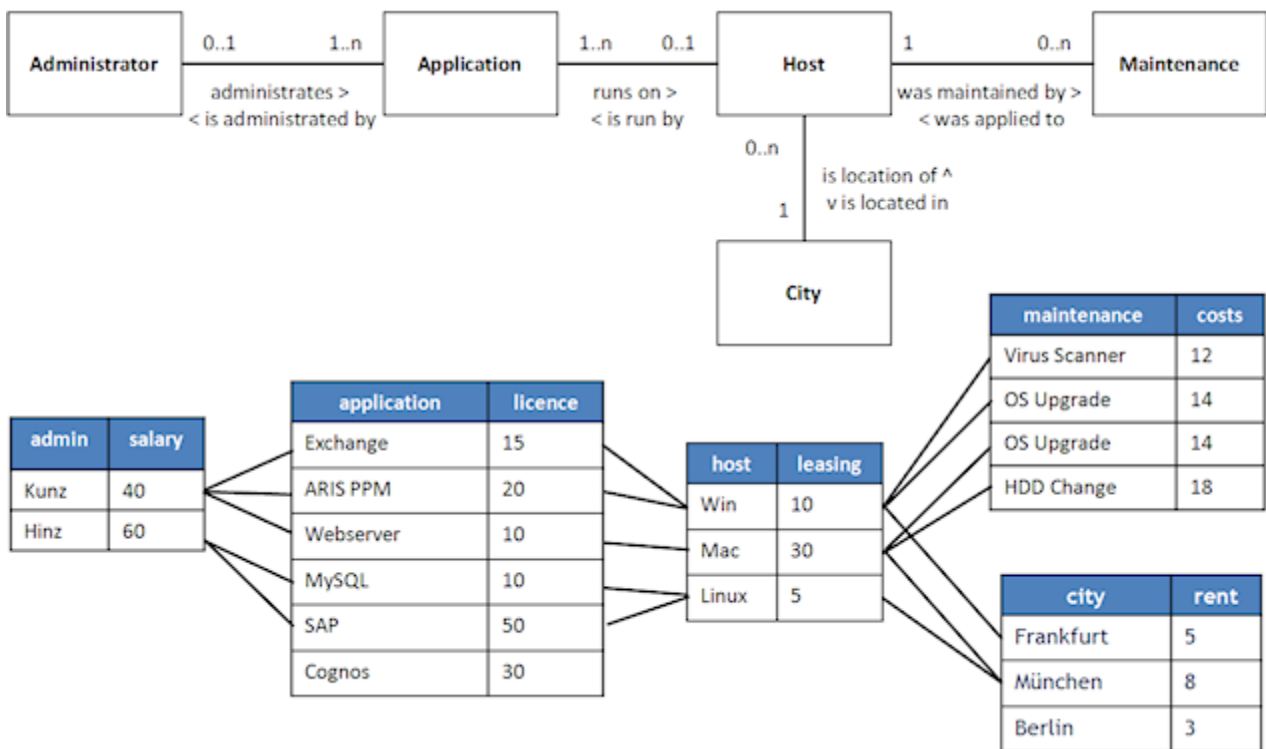 0..1 1..n 1..n 0..1 1 0..n
Administrator Application Host Maintenance
administrates > runs on > was maintained by >
< is administrated by < is run by < was applied to
0..n
is location of ^
v is located in
1
City
maintenance costs
Virus Scanner 12
OS Upgrade 14
OS Upgrade 14
HDD Change 18
application licence
Exchange 15
ARIS PPM 20
Webserver 10
MySQL 10
SAP 50
Cognos 30
admin salary
Kunz 40
Hinz 60
host leasing
Win 10
Mac 30
Linux 5
city rent
Frankfurt 5
München 8
Berlin 3